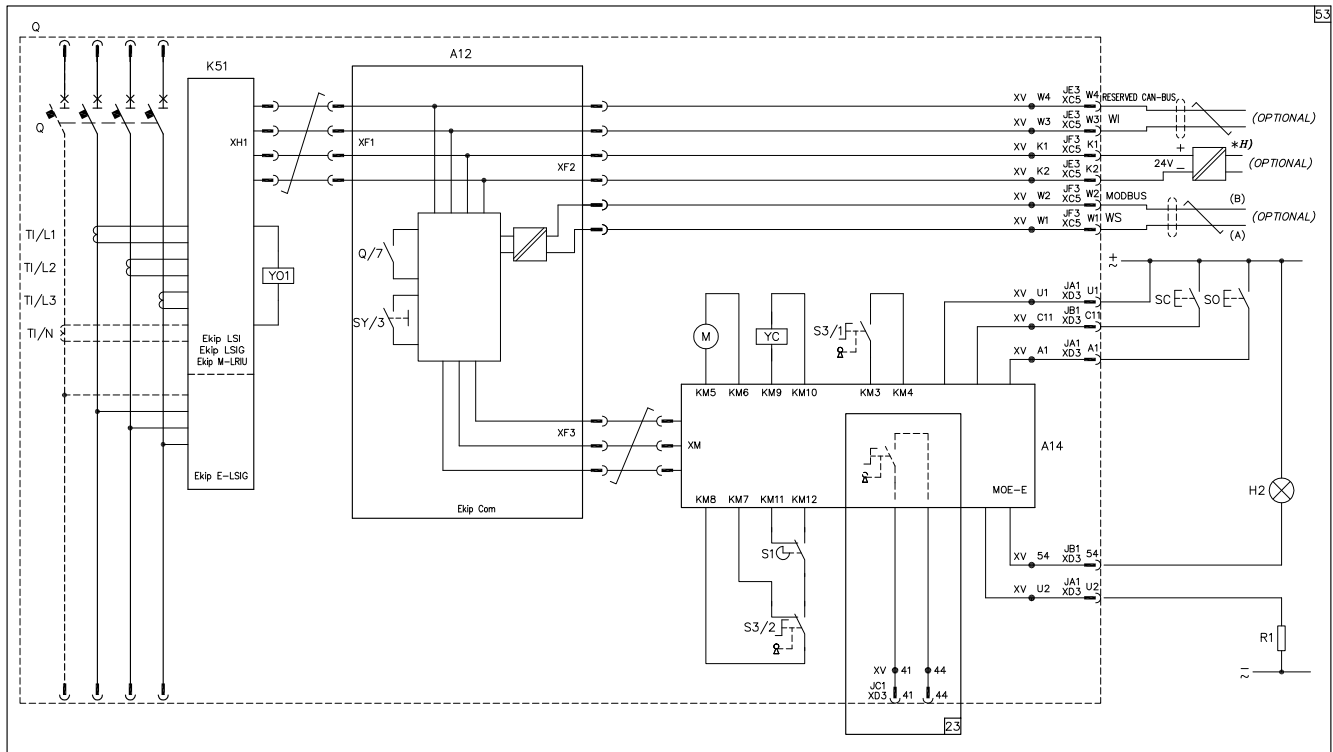 53
Q
K51
A12
Q
XH1
XF1
XF2
XV W4 JE3 XC5 W4 RESERVED CAN-BUS
XV W3 JE3 XC5 W3 WI
(OPTIONAL)
XV K1 JF3 XC5 K1 + *H)
XV K2 JE3 XC5 K2 24V −
(OPTIONAL)
XV W2 JF3 XC5 W2 MODBUS (B)
XV W1 JF3 XC5 W1 WS (A)
(OPTIONAL)
TI/L1
TI/L2
TI/L3
TI/N
YO1
Q/7
SY/3
Ekip LSI
Ekip LSIG
Ekip M-LRIU
Ekip E-LSIG
+
~
XV U1 JA1 XD3 U1
XV C11 JB1 XD3 C11
XV A1 JA1 XD3 A1
SC
SO
M
YC
S3/1
KM5 KM6 KM9 KM10 KM3 KM4
XF3
XM
A14
MOE-E
H2
Ekip Com
KM8 KM7 KM11 KM12
S1
S3/2
XV 54 JB1 XD3 54
XV U2 JA1 XD3 U2
R1
−
~
XV 41 44
JC1
XD3 41 44
23